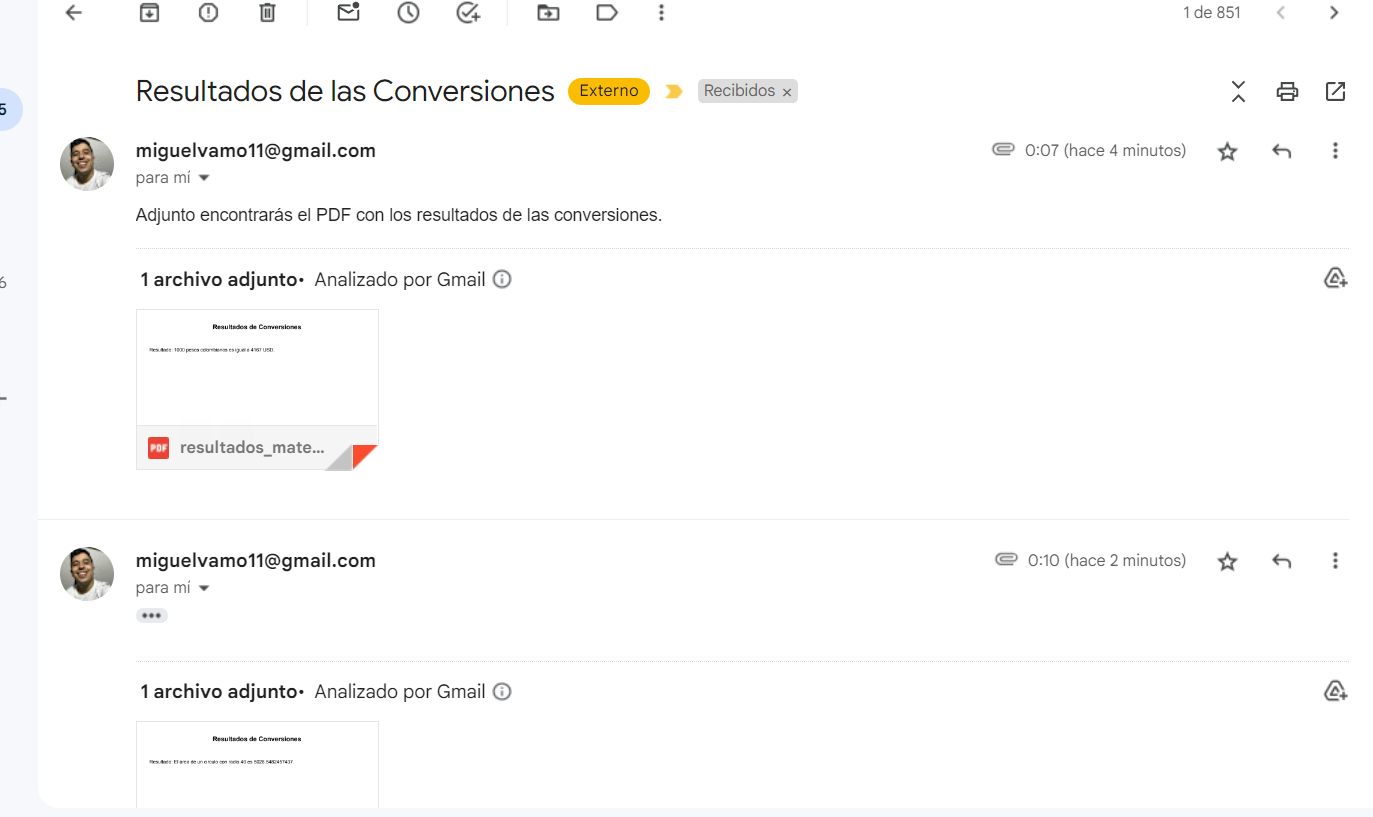 1 de 851
Resultados de las Conversiones Externo Recibidos ×
5
miguelvamo11@gmail.com 0:07 (hace 4 minutos)
para mí
Adjunto encontrarás el PDF con los resultados de las conversiones.
1 archivo adjunto• Analizado por Gmail
6
Resultados de Conversiones
Resultado: 1000 pesos colombianos es igual a 4167 USD.
PDF resultados_mate...
miguelvamo11@gmail.com 0:10 (hace 2 minutos)
para mí
1 archivo adjunto• Analizado por Gmail
Resultados de Conversiones
Resultado: El area de un circulo con radio 40 es